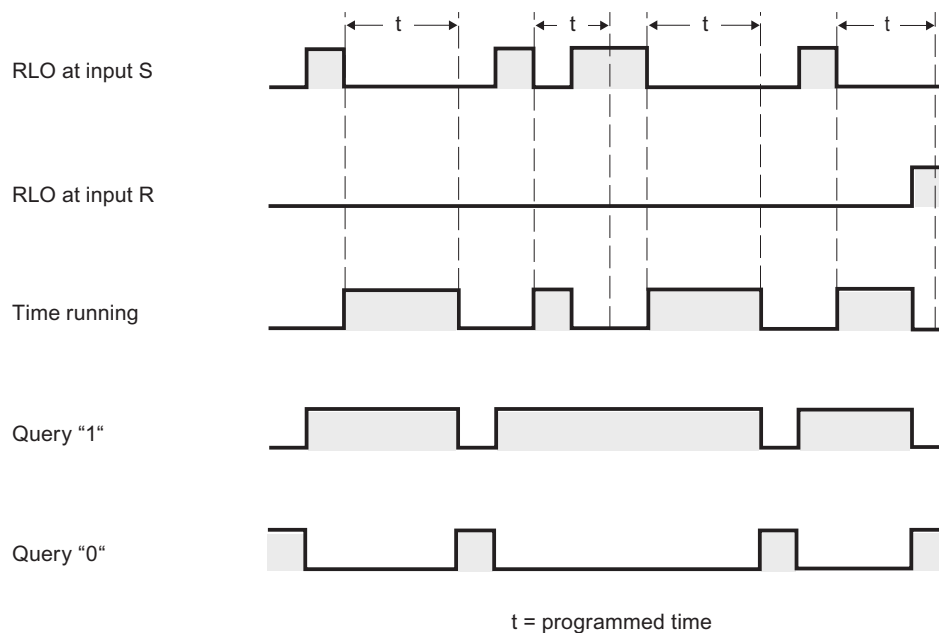 t t t t
RLO at input S
RLO at input R
Time running
Query “1“
Query “0“
t = programmed time